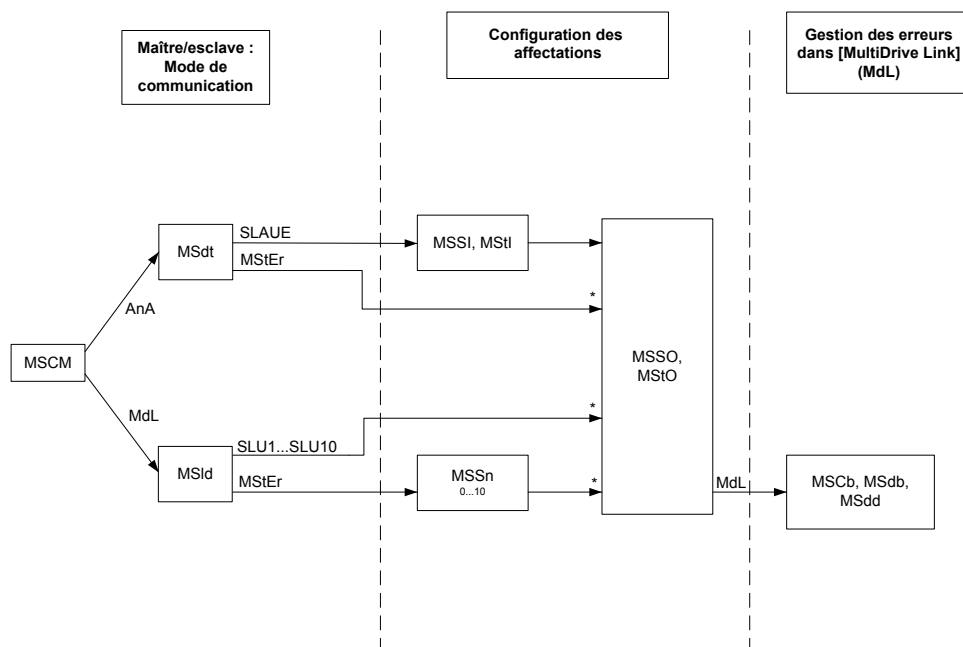 Maître/esclave :
Mode de
communication
Configuration des
affectations
Gestion des erreurs
dans [MultiDrive Link]
(MdL)
SLAUE
MSdt
MStEr
MSSI, MStI
*
AnA
MSCM
MSSO,
MStO
MdL
*
SLU1...SLU10
MSId
MStEr
MSSn
0...10
*
MdL
MSCb, MSdb,
MSdd